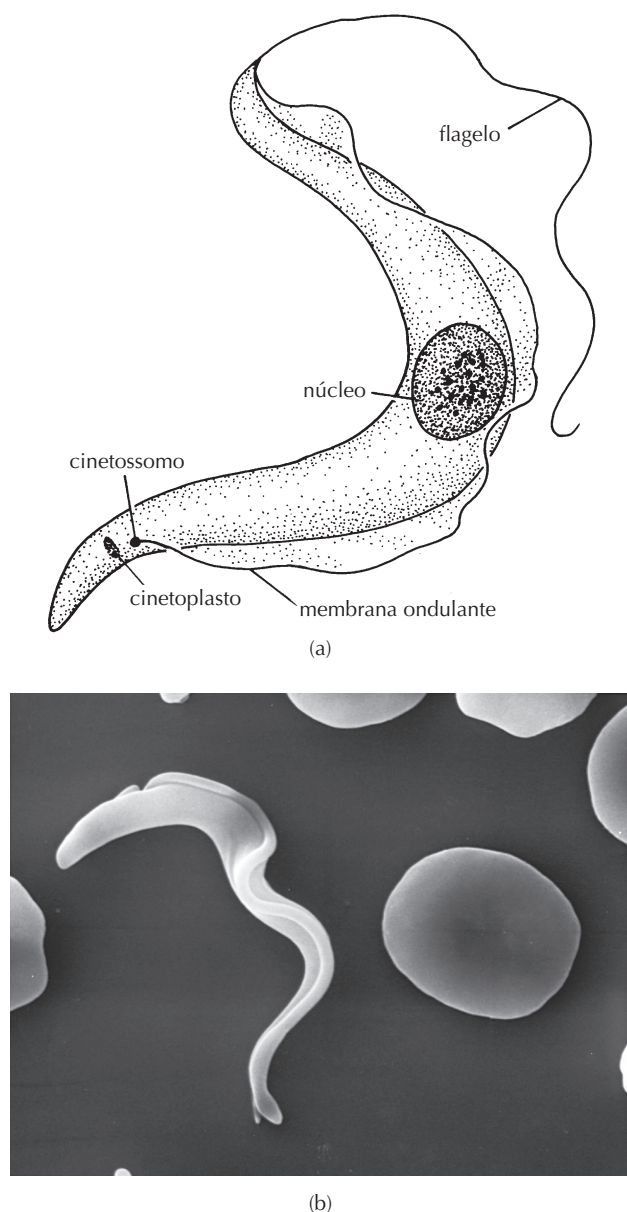 flagelo
núcleo
cinetossomo
cinetoplasto
membrana ondulante
(a)
(b)